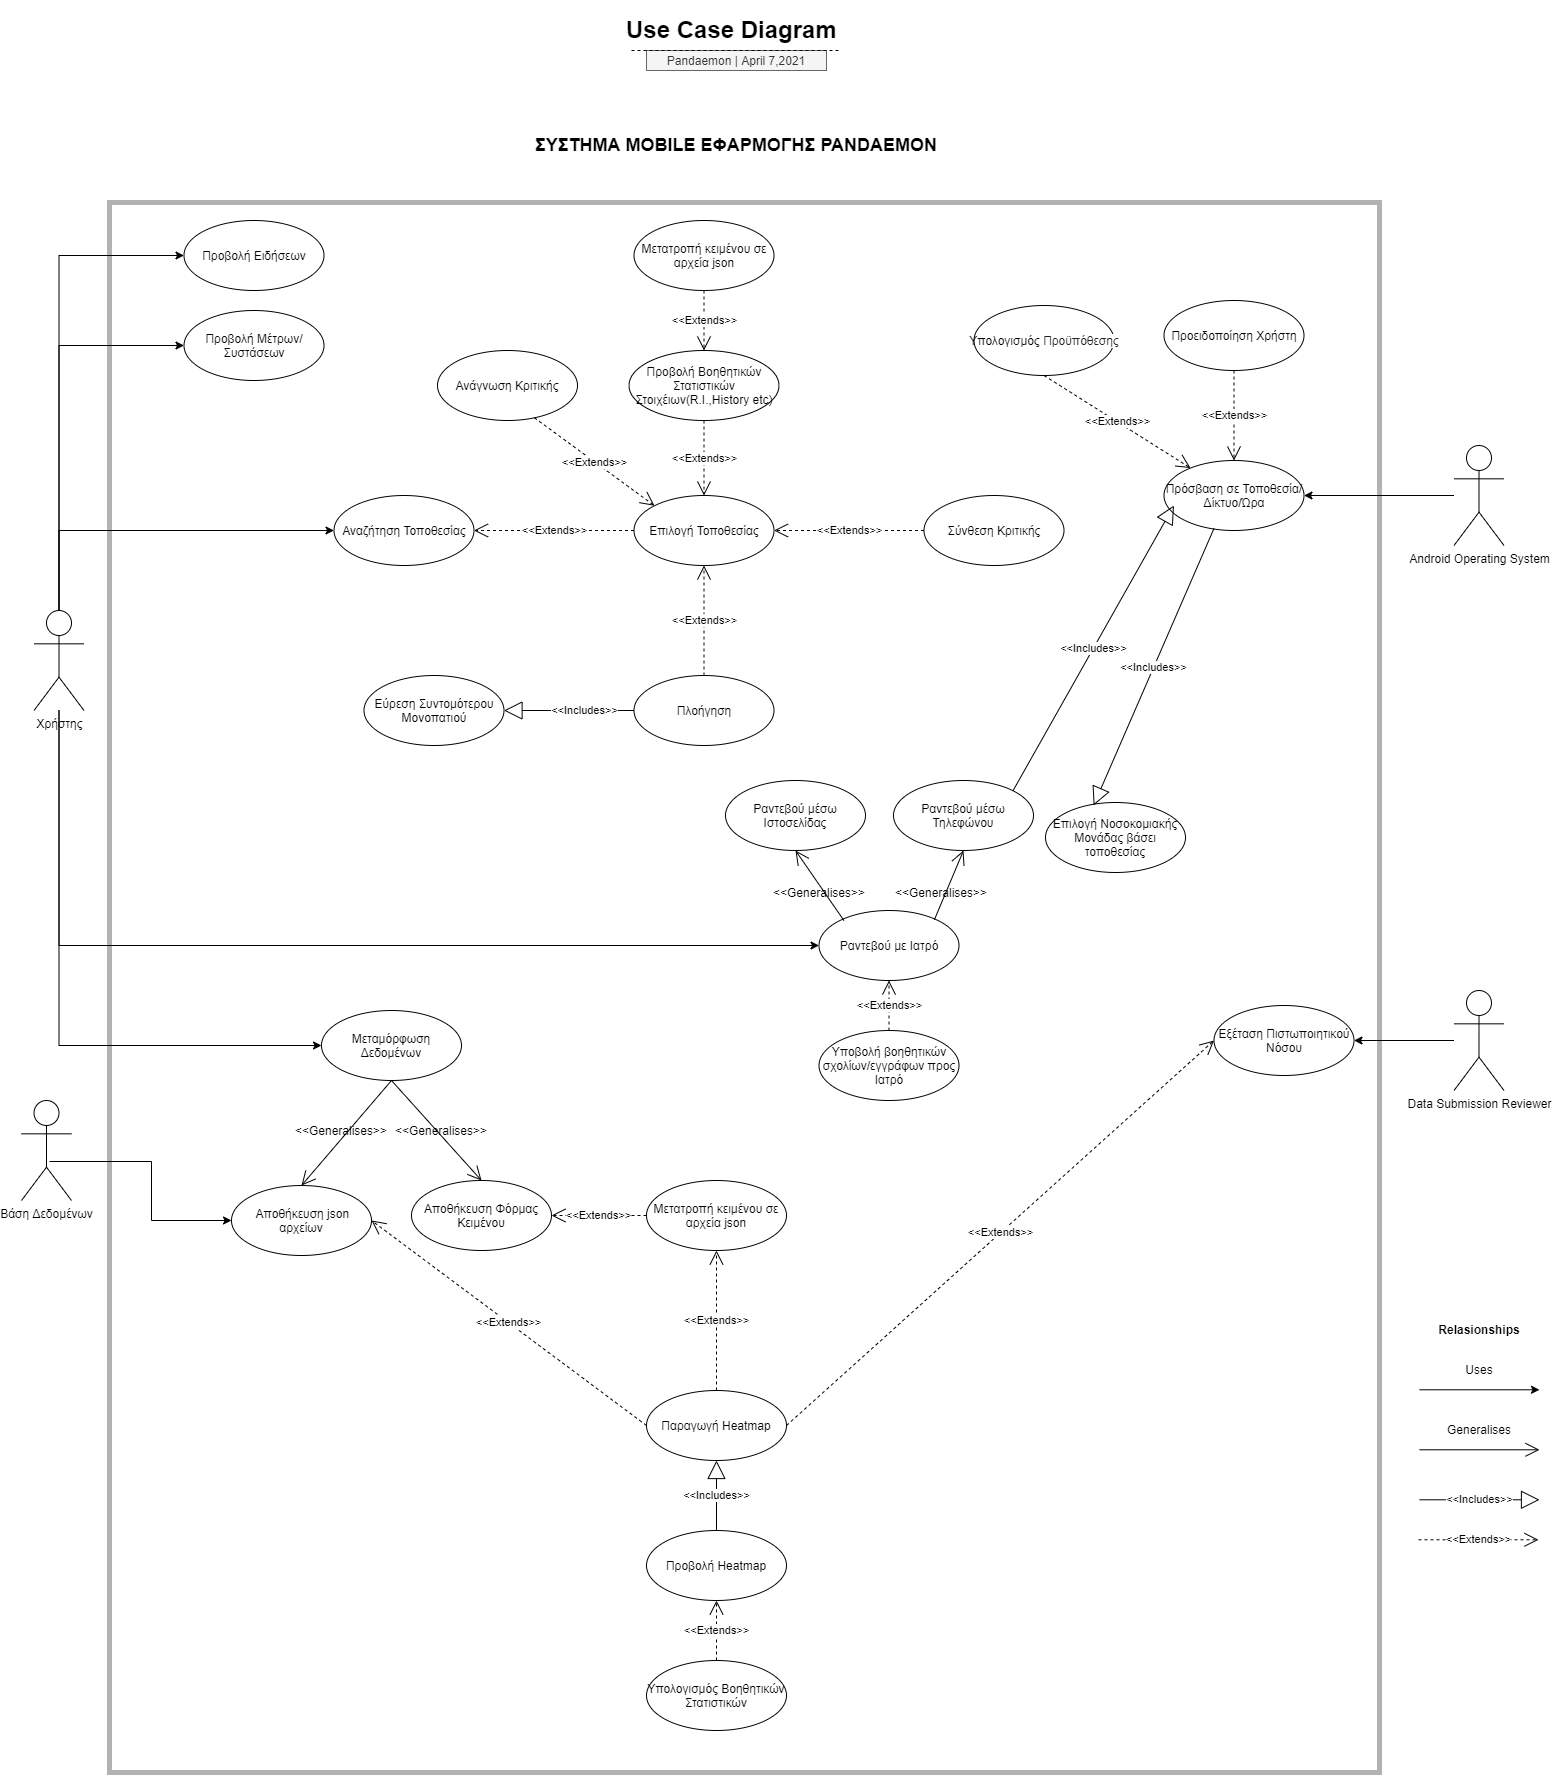 Use Case Diagram
Pandaemon | April 7,2021
ΣΥΣΤΗΜΑ MOBILE ΕΦΑΡΜΟΓΗΣ PANDAEMON
Προβολή Ειδήσεων
Μετατροπή κειμένου σε
αρχεία json
<<Extends>>
Προβολή Μέτρων/
Συστάσεων
Υπολογισμός Προϋπόθεσης
Προειδοποίηση Χρήστη
Ανάγνωση Κριτικής
Προβολή Βοηθητικών
Στατιστικών
Στοιχέιων(R.I.,History etc)
<<Extends>>
<<Extends>>
<<Extends>>
<<Extends>>
Πρόσβαση σε Τοποθεσία/
Δίκτυο/Ώρα
Αναζήτηση Τοποθεσίας
<<Extends>>
Επιλογή Τοποθεσίας
<<Extends>>
Σύνθεση Κριτικής
Android Operating System
<<Extends>>
<<Includes>>
<<Includes>>
Χρήστης
Εύρεση Συντομότερου
Μονοπατιού
<<Includes>>
Πλοήγηση
Ραντεβού μέσω
Ιστοσελίδας
Ραντεβού μέσω
Τηλεφώνου
Επιλογή Νοσοκομιακής
Μονάδας βάσει
τοποθεσίας
<<Generalises>>
<<Generalises>>
Ραντεβού με Ιατρό
<<Extends>>
Μεταμόρφωση
Δεδομένων
Υποβολή βοηθητικών
σχολίων/εγγράφων προς
Ιατρό
Εξέταση Πιστωποιητικού
Νόσου
Data Submission Reviewer
<<Generalises>>
<<Generalises>>
Βάση Δεδομένων
Αποθήκευση json
αρχείων
Αποθήκευση Φόρμας
Κειμένου
<<Extends>>
Μετατροπή κειμένου σε
αρχεία json
<<Extends>>
<<Extends>>
<<Extends>>
Relasionships
Uses
Generalises
<<Includes>>
<<Extends>>
Παραγωγή Heatmap
<<Includes>>
Προβολή Heatmap
<<Extends>>
Υπολογισμός Βοηθητικών
Στατιστικών